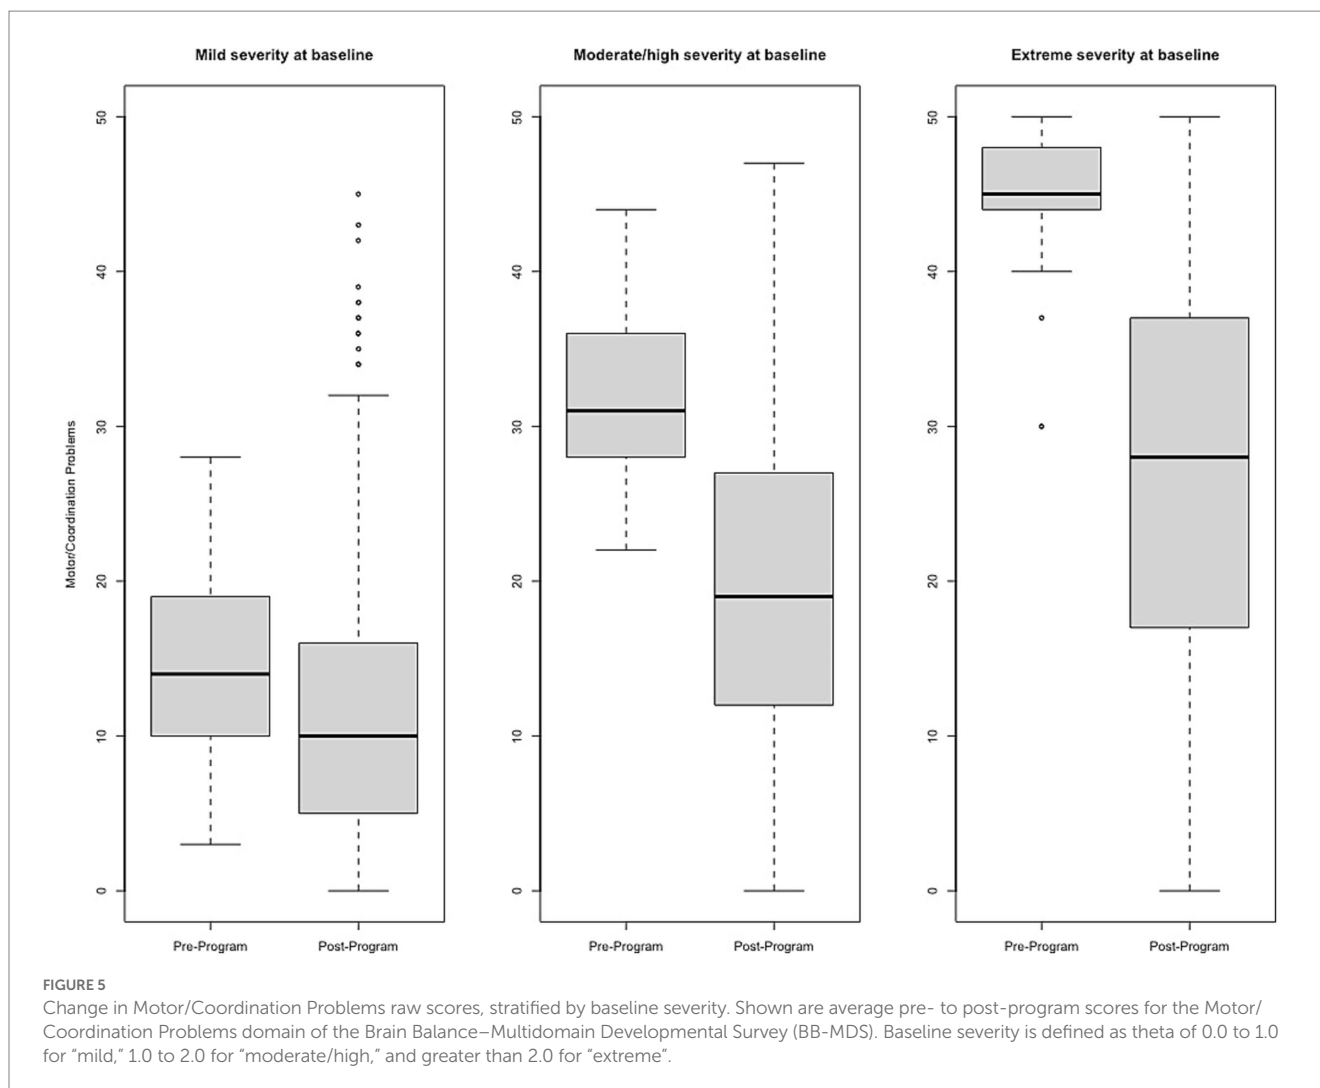 Mild severity at baseline
Moderate/high severity at baseline
Extreme severity at baseline
Motor/Coordination Problems
50
40
30
20
10
0
50
40
30
20
10
0
50
40
30
20
10
0
Pre-Program
Post-Program
Pre-Program
Post-Program
Pre-Program
Post-Program
FIGURE 5
Change in Motor/Coordination Problems raw scores, stratified by baseline severity. Shown are average pre- to post-program scores for the Motor/
Coordination Problems domain of the Brain Balance–Multidomain Developmental Survey (BB-MDS). Baseline severity is defined as theta of 0.0 to 1.0
for “mild,” 1.0 to 2.0 for “moderate/high,” and greater than 2.0 for “extreme“.